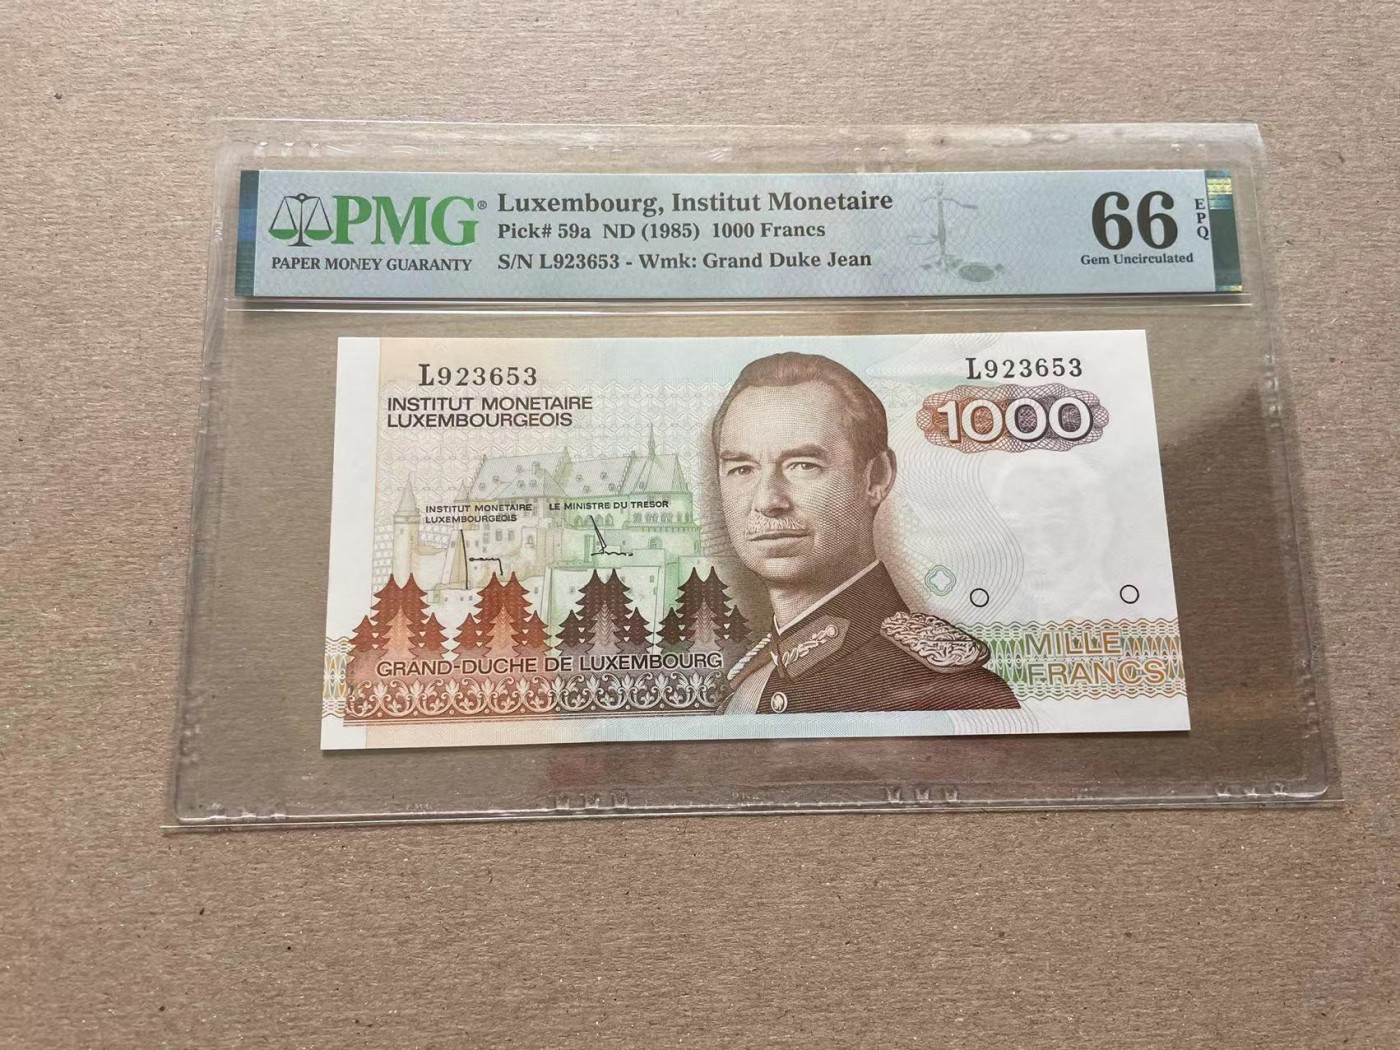 PMG®
PAPER MONEY GUARANTY
Luxembourg, Institut Monetaire
Pick# 59a ND (1985) 1000 Francs
S/N L923653 - Wmk: Grand Duke Jean
66
EPQ
Gem Uncirculated
L923653
L923653
INSTITUT MONETAIRE
LUXEMBOURGEOIS
1000
INSTITUT MONETAIRE
LUXEMBOURGEOIS
LE MINISTRE DU TRESOR
GRAND-DUCHE DE LUXEMBOURG
MILLE
FRANCS